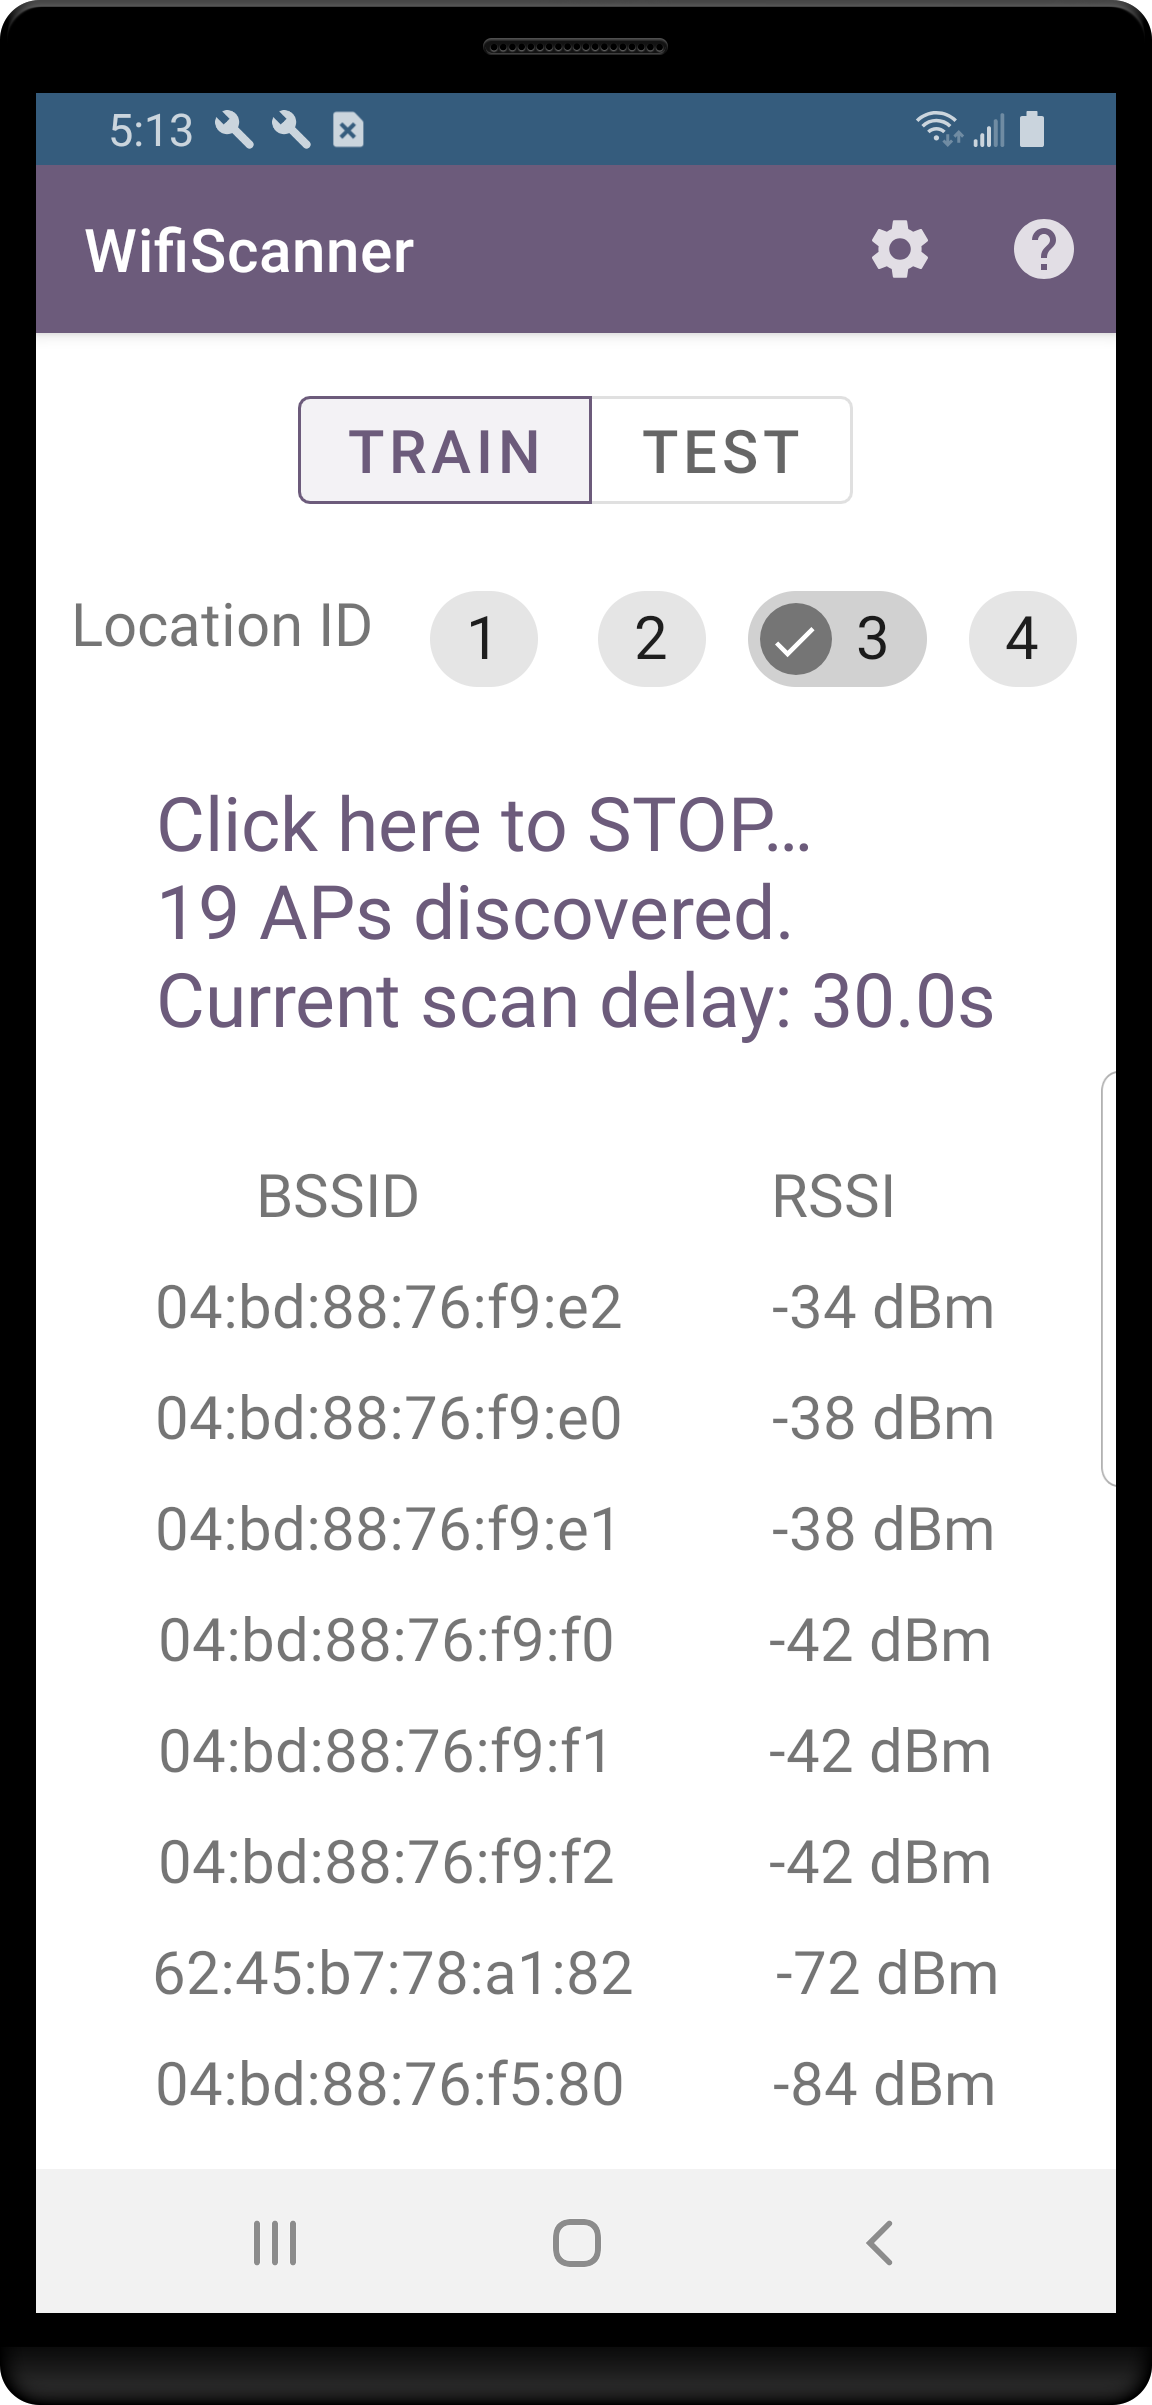 5:13
WifiScanner
TRAIN TEST
Location ID 1 2 3 4
Click here to STOP...
19 APs discovered.
Current scan delay: 30.0s
BSSID RSSI
04:bd:88:76:f9:e2 -34 dBm
04:bd:88:76:f9:e0 -38 dBm
04:bd:88:76:f9:e1 -38 dBm
04:bd:88:76:f9:f0 -42 dBm
04:bd:88:76:f9:f1 -42 dBm
04:bd:88:76:f9:f2 -42 dBm
62:45:b7:78:a1:82 -72 dBm
04:bd:88:76:f5:80 -84 dBm